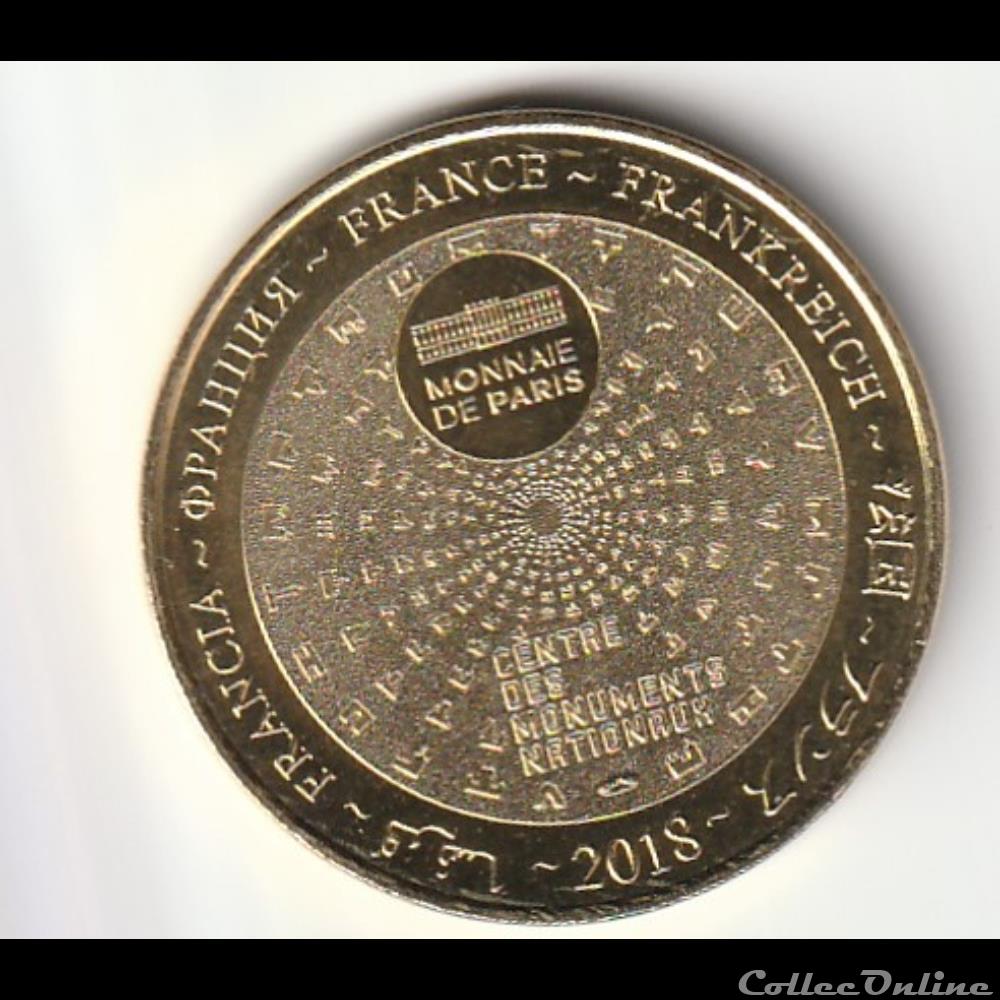 FRANCE ~ FRANKREICH ~ 法国 ~ フランス ~ 2018 ~ فرنسا ~ FRANCIA ~ ФРАНЦИЯ ~
MONNAIE
DE PARIS
CENTRE
DES
MONUMENTS
NATIONAUX
CollecOnline